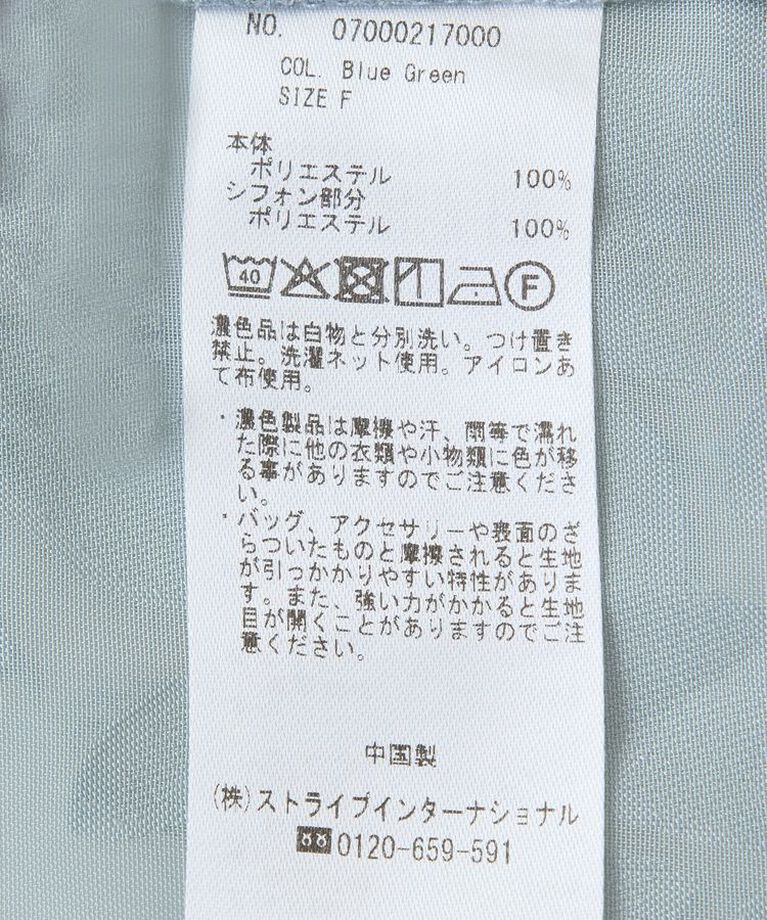 NO. 07000217000
COL. Blue Green
SIZE F
本体
ポリエステル 100%
シフォン部分
ポリエステル 100%
40
F
濃色品は白物と分別洗い。つけ置き
禁止。洗濯ネット使用。アイロンあ
て布使用。
・濃色製品は摩擦や汗、雨等で濡れ
た際に他の衣類や小物類に色が移
る事がありますのでご注意くださ
い。
・バッグ、アクセサリーや表面のざ
らついたものと摩擦されると生地
が引っかかりやすい特性がありま
す。また、強い力がかかると生地
目が開くことがありますのでご注
意ください。
中国製
(株)ストライプインターナショナル
0120-659-591